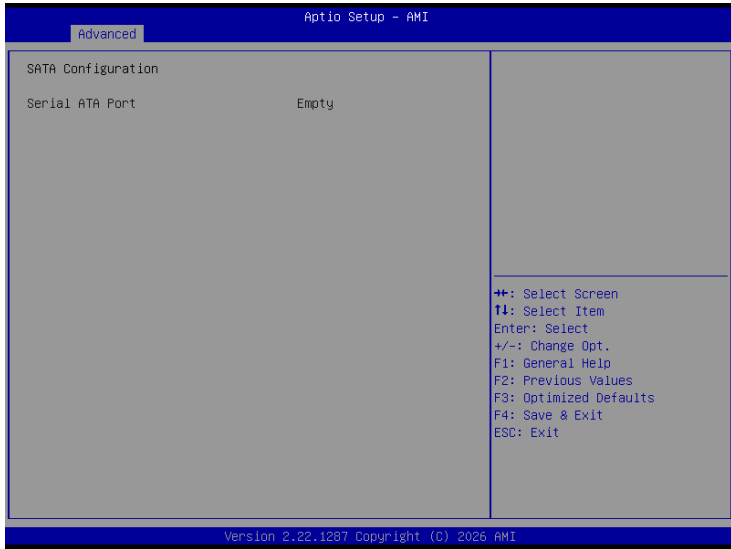 Aptio Setup - AMI
Advanced
SATA Configuration
Serial ATA Port Empty
→←: Select Screen
↑↓: Select Item
Enter: Select
+/-: Change Opt.
F1: General Help
F2: Previous Values
F3: Optimized Defaults
F4: Save & Exit
ESC: Exit
Version 2.22.1287 Copyright (C) 2026 AMI